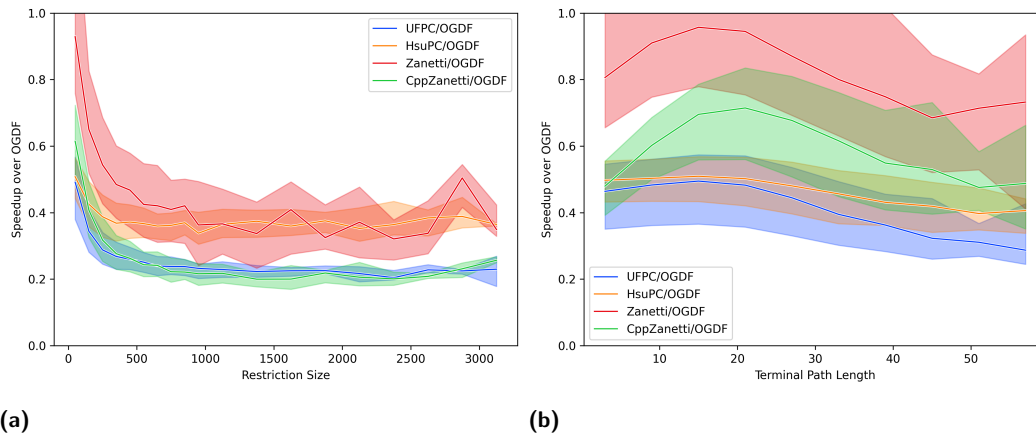 1.0
0.8
0.6
0.4
0.2
0.0
Speedup over OGDF
0 500 1000 1500 2000 2500 3000
Restriction Size
UFPC/OGDF
HsuPC/OGDF
Zanetti/OGDF
CppZanetti/OGDF
(a)
1.0
0.8
0.6
0.4
0.2
0.0
Speedup over OGDF
10 20 30 40 50
Terminal Path Length
UFPC/OGDF
HsuPC/OGDF
Zanetti/OGDF
CppZanetti/OGDF
(b)